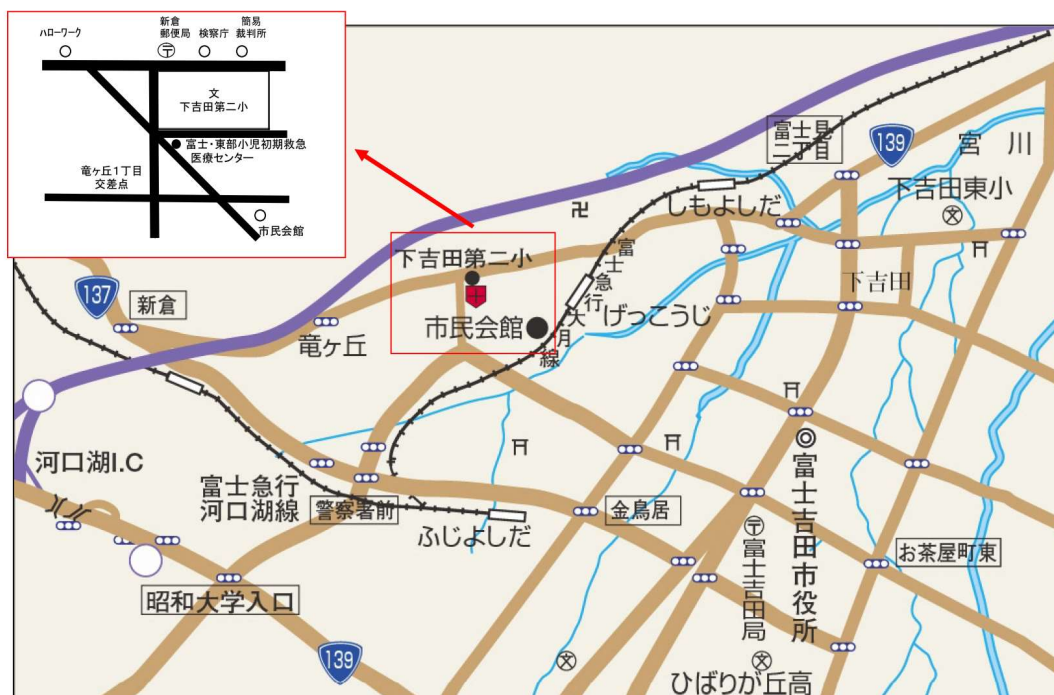 ハローワーク
新倉
郵便局
検察庁
簡易
裁判所
文
下吉田第二小
富士・東部小児初期救急
医療センター
竜ヶ丘1丁目
交差点
市民会館
富士見
二丁目
139
宮川
下吉田東小
文
しもよしだ
卍
下吉田第二小
富士急行
大月線
137
新倉
市民会館
げっこうじ
下吉田
竜ヶ丘
河口湖I.C
富士急行
河口湖線
警察署前
ふじよしだ
金鳥居
富士吉田市役所
富士吉田局
お茶屋町東
昭和大学入口
139
文
文
ひばりが丘高